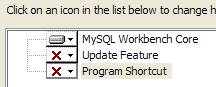 Click on an icon in the list below to change h
MySQL Workbench Core
Update Feature
Program Shortcut